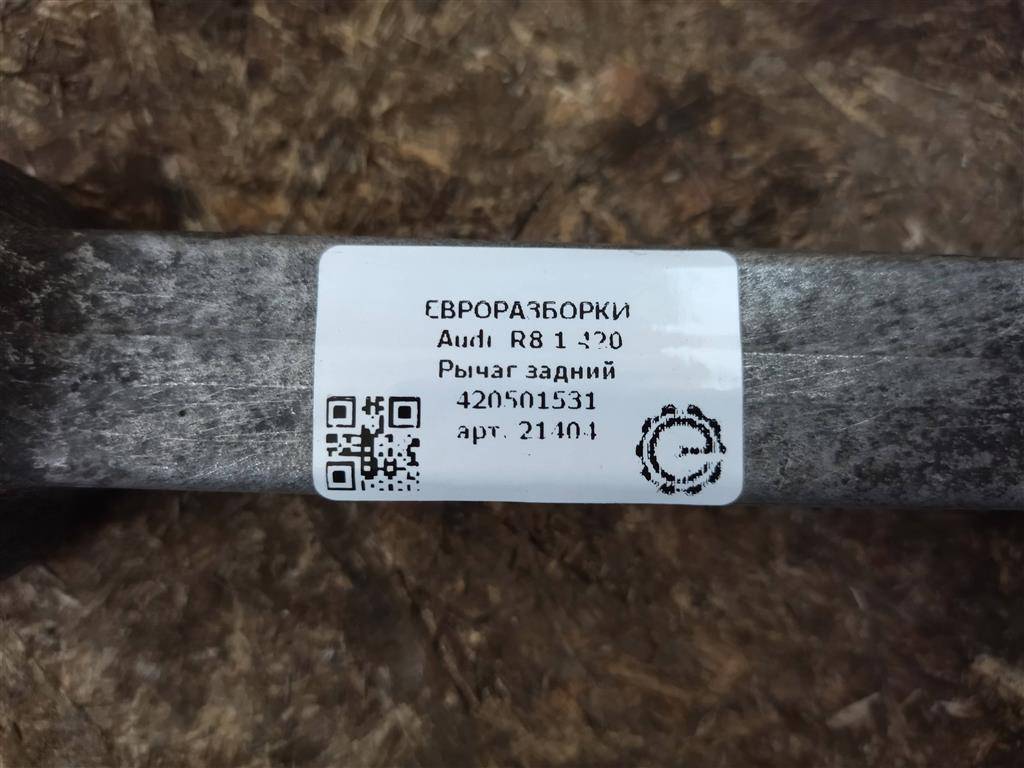 ЕВРОРАЗБОРКИ
Audi R8 1 420
Рычаг задний
420501531
арт. 21404